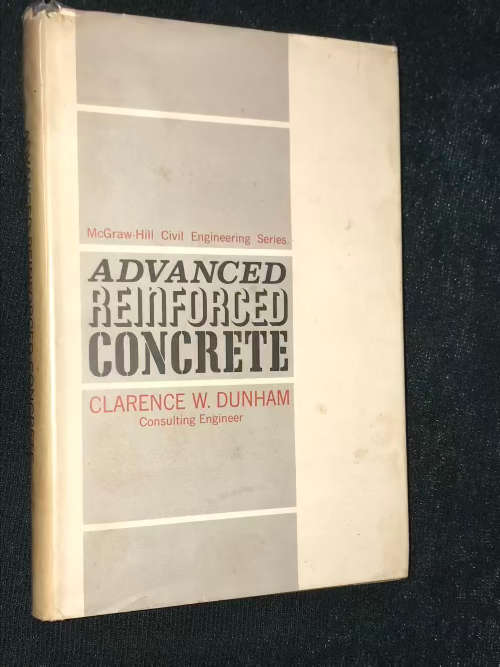 McGraw-Hill Civil Engineering Series
ADVANCED
REINFORCED
CONCRETE
CLARENCE W. DUNHAM
Consulting Engineer